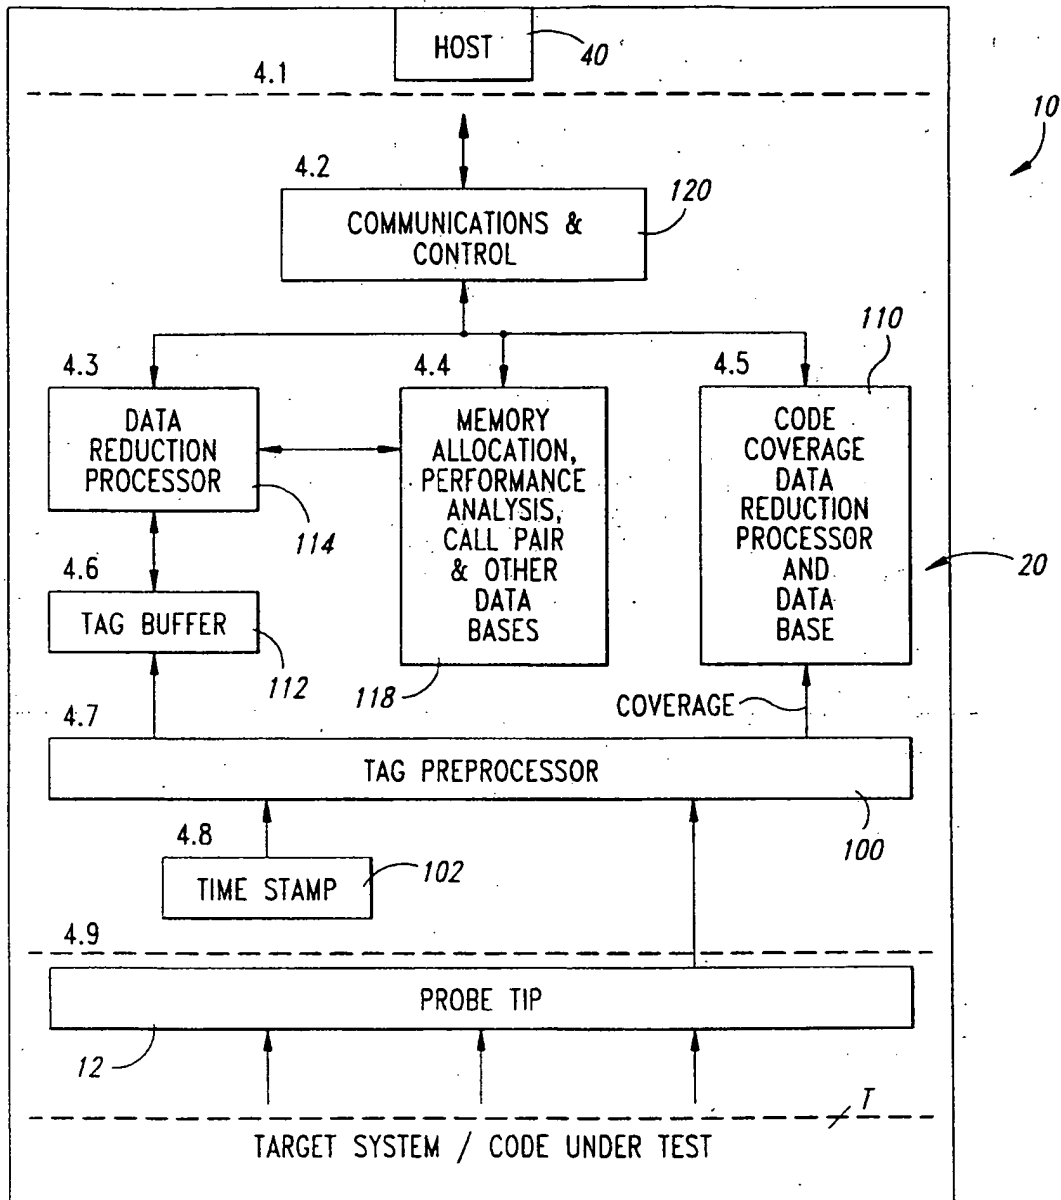 HOST
40
4.1
10
4.2
120
COMMUNICATIONS &
CONTROL
110
4.3
4.4
4.5
DATA
REDUCTION
PROCESSOR
114
MEMORY
ALLOCATION,
PERFORMANCE
ANALYSIS,
CALL PAIR
& OTHER
DATA
BASES
118
CODE
COVERAGE
DATA
REDUCTION
PROCESSOR
AND
DATA
BASE
20
4.6
TAG BUFFER
112
COVERAGE
4.7
TAG PREPROCESSOR
100
4.8
TIME STAMP
102
4.9
PROBE TIP
12
T
TARGET SYSTEM / CODE UNDER TEST